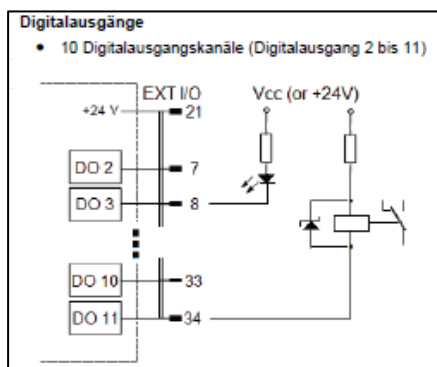 Digitalausgänge
• 10 Digitalausgangskanäle (Digitalausgang 2 bis 11)
EXT I/O Vcc (or +24V)
+24 V 21
DO 2 7
DO 3 8
DO 10 33
DO 11 34